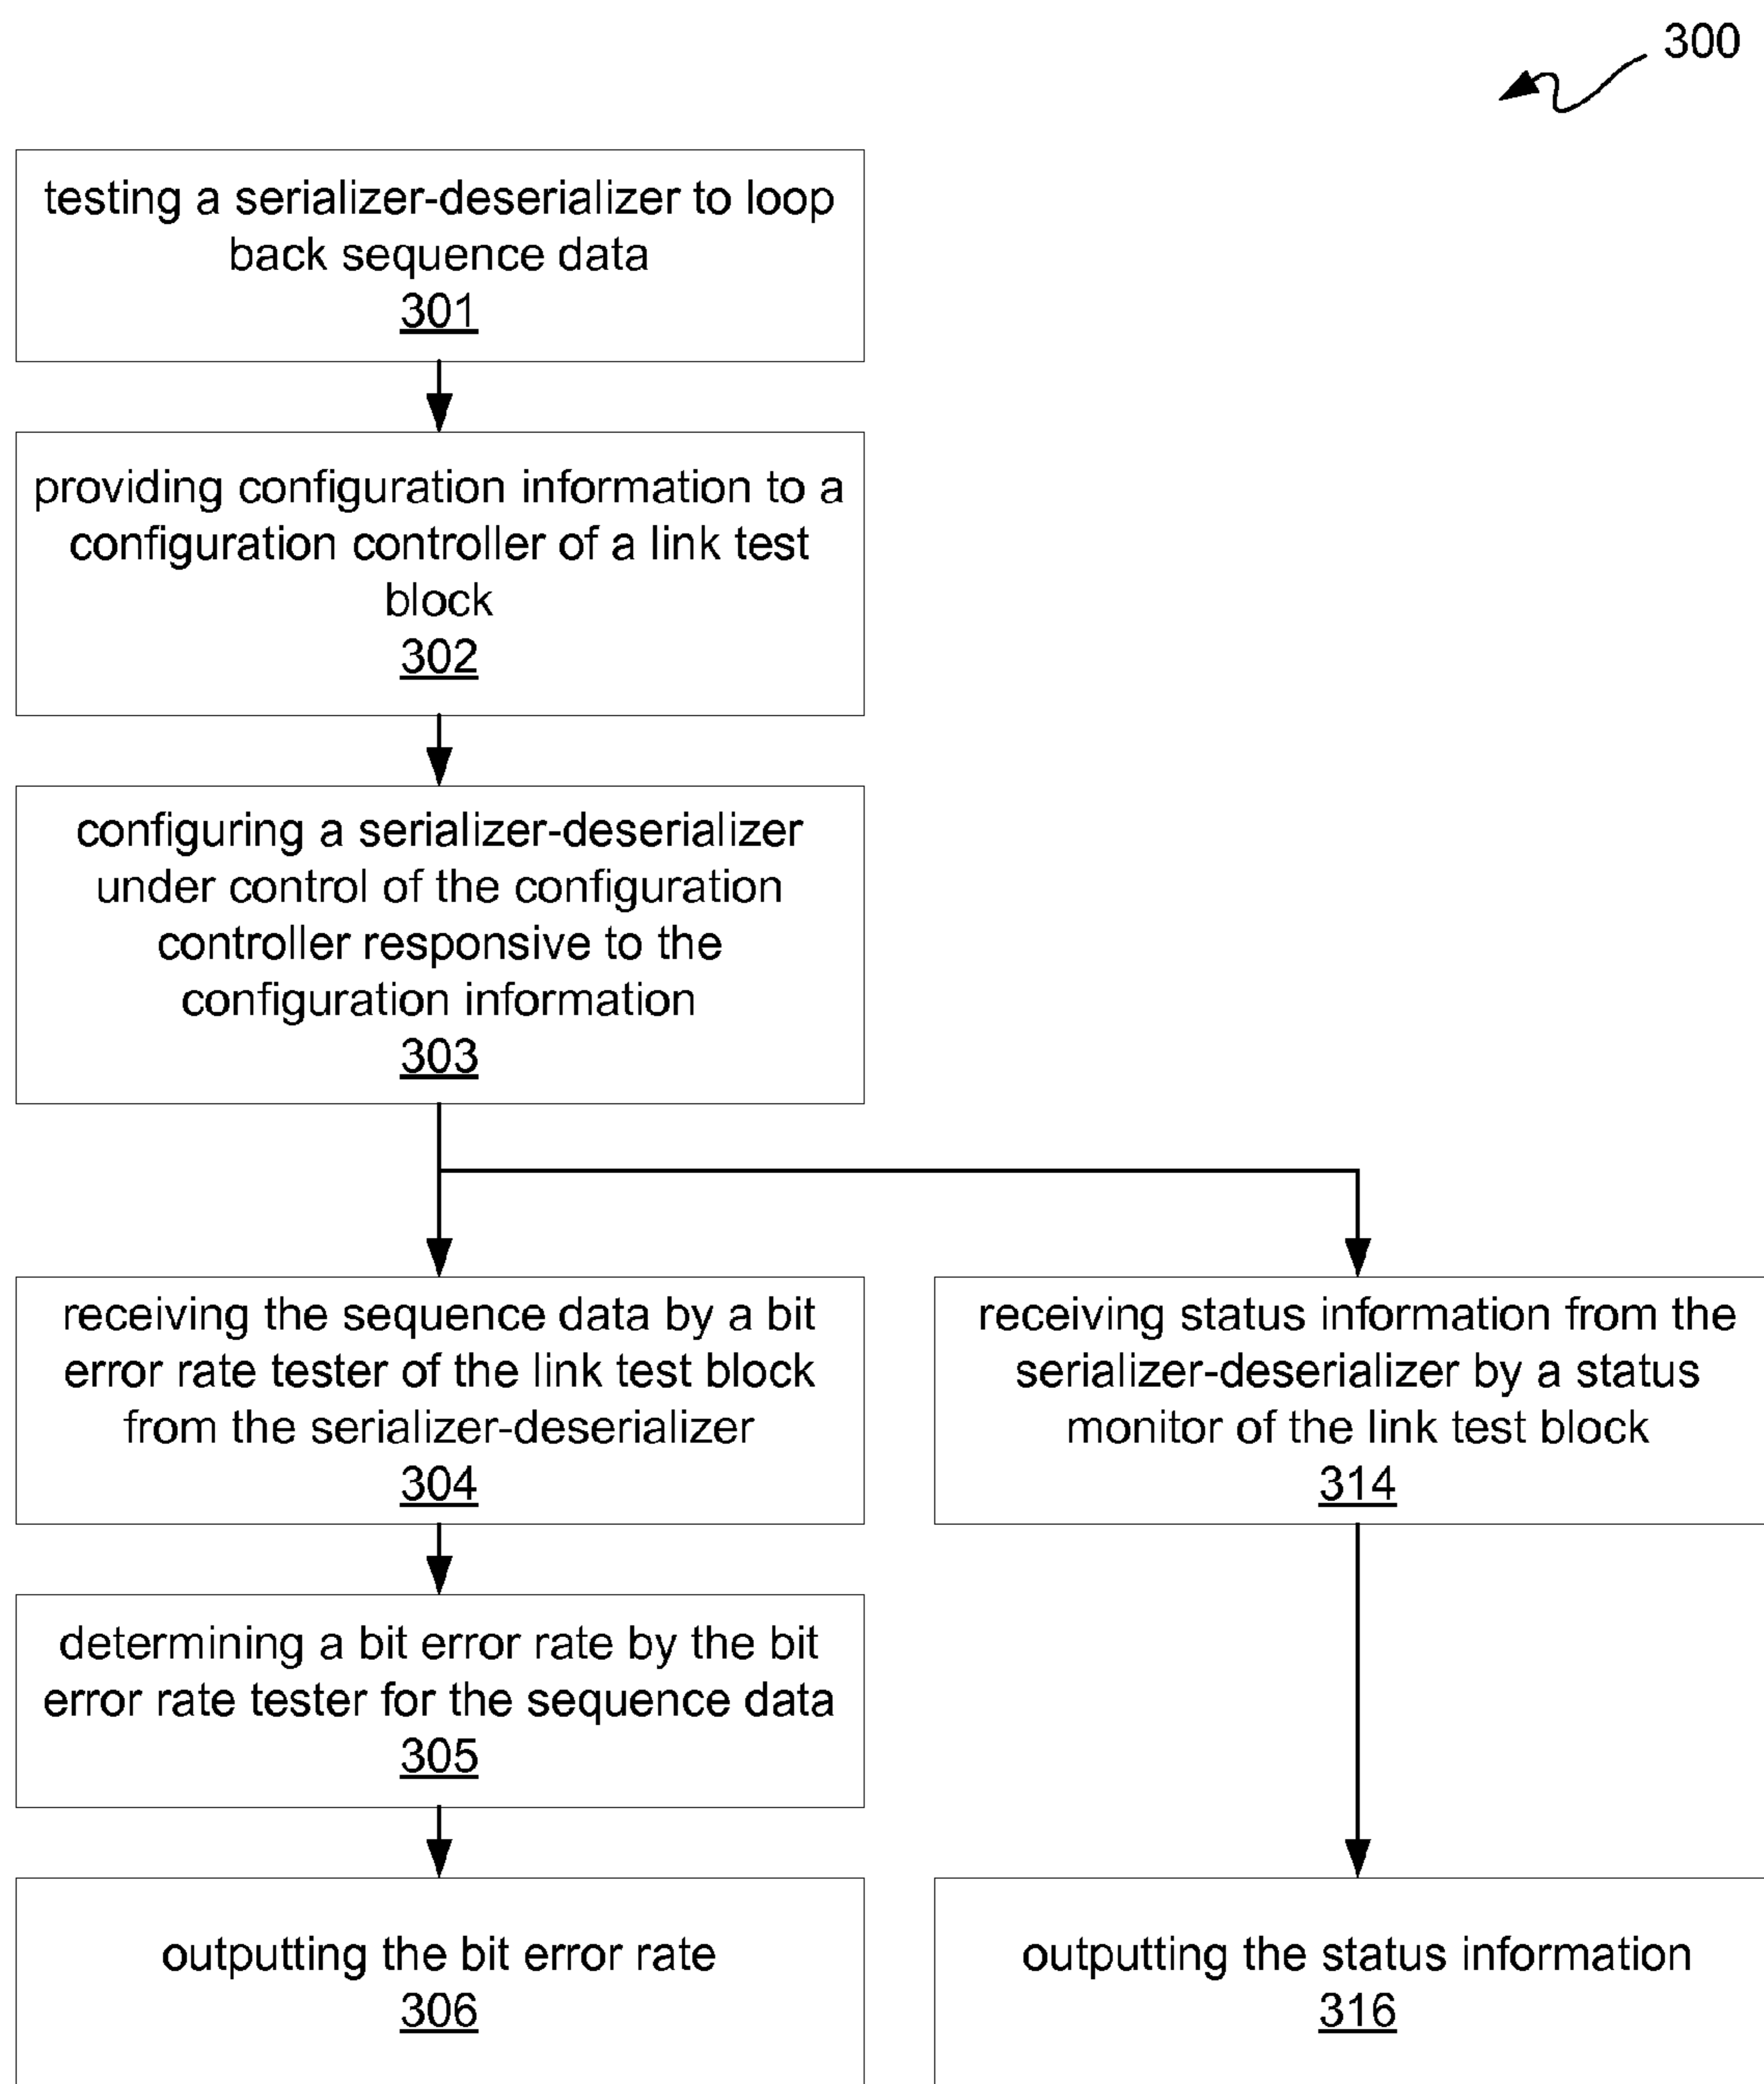 300
testing a serializer-deserializer to loop
back sequence data
301
providing configuration information to a
configuration controller of a link test
block
302
configuring a serializer-deserializer
under control of the configuration
controller responsive to the
configuration information
303
receiving the sequence data by a bit
error rate tester of the link test block
from the serializer-deserializer
304
receiving status information from the
serializer-deserializer by a status
monitor of the link test block
314
determining a bit error rate by the bit
error rate tester for the sequence data
305
outputting the bit error rate
306
outputting the status information
316